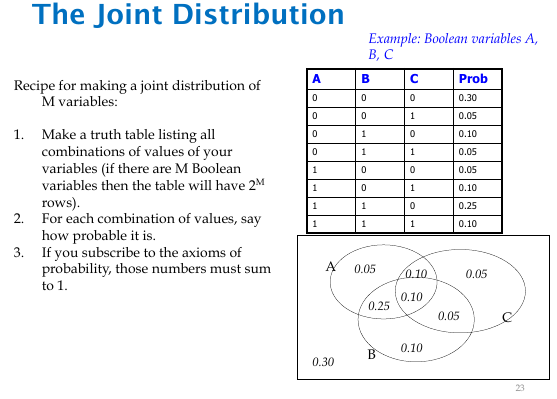 The Joint Distribution
Example: Boolean variables A,
B, C
Recipe for making a joint distribution of
M variables:
1. Make a truth table listing all
combinations of values of your
variables (if there are M Boolean
variables then the table will have 2^M
rows).
2. For each combination of values, say
how probable it is.
3. If you subscribe to the axioms of
probability, those numbers must sum
to 1.
A B C Prob
0 0 0 0.30
0 0 1 0.05
0 1 0 0.10
0 1 1 0.05
1 0 0 0.05
1 0 1 0.10
1 1 0 0.25
1 1 1 0.10
A 0.05 0.10 0.05
0.10
0.25
0.05 C
B 0.10
0.30
23